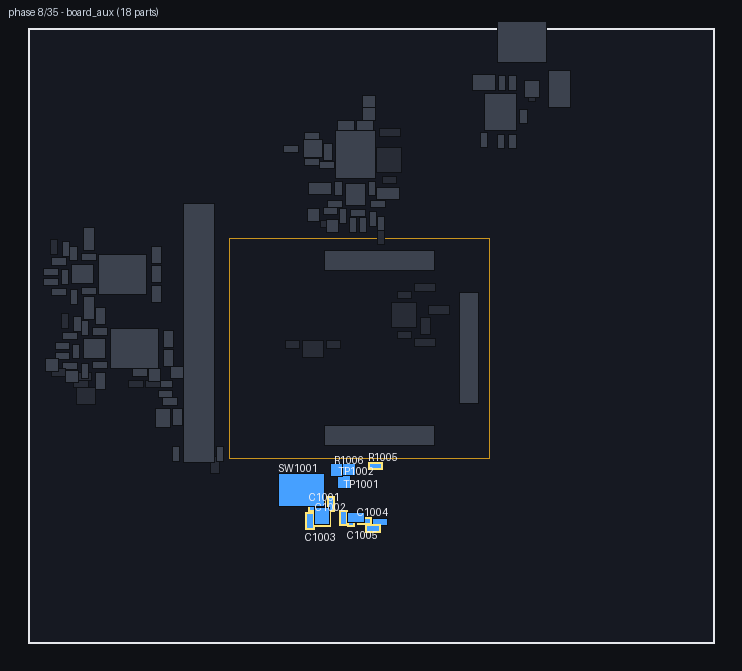 phase 8/35 - board_aux (18 parts)
R1005
R1006
SW1001
TP1002
TP1001
C1001
C1002
C1004
C1003
C1005